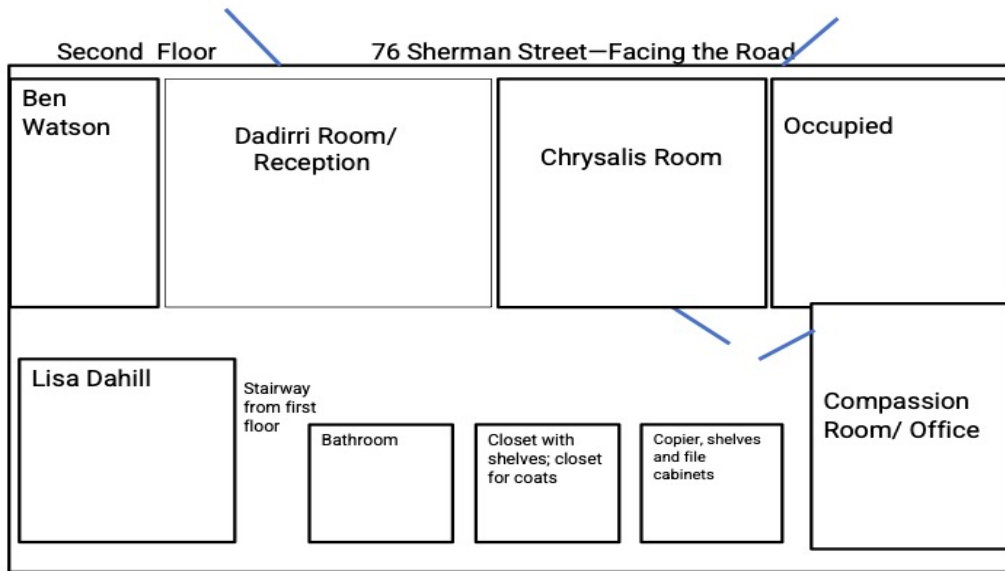 Second  Floor
76 Sherman Street—Facing the Road
Ben
Watson
Dadirri Room/
Reception
Chrysalis Room
Occupied
Lisa Dahill
Stairway
from first
floor
Bathroom
Closet with
shelves; closet
for coats
Copier, shelves
and file
cabinets
Compassion
Room/ Office